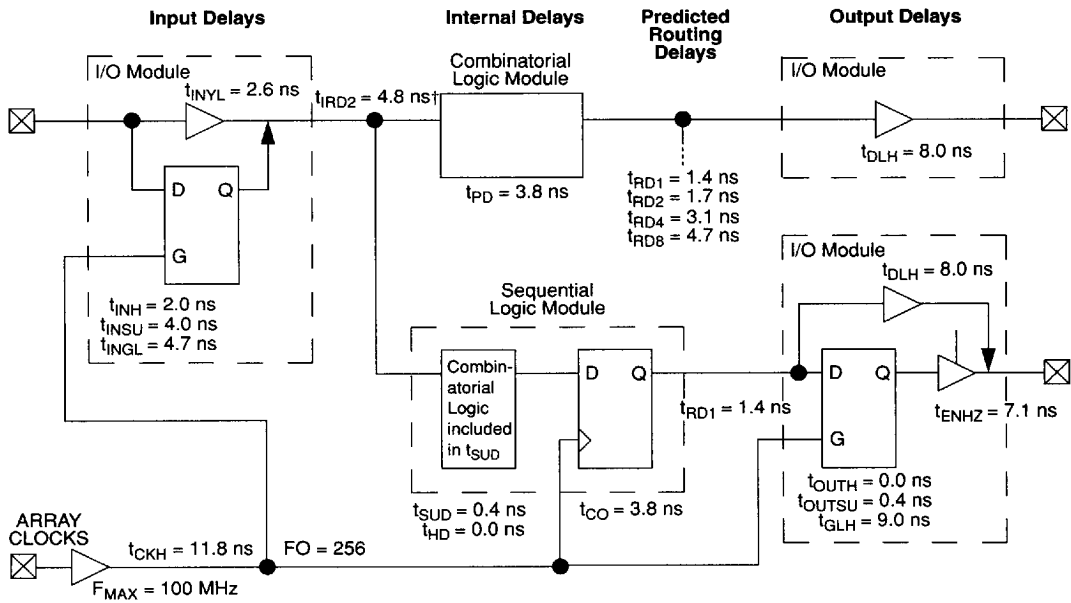 Input Delays
Internal Delays
Predicted
Routing
Delays
Output Delays
I/O Module
tINYL = 2.6 ns
tIRD2 = 4.8 ns†
Combinatorial
Logic Module
I/O Module
D Q
G
tPD = 3.8 ns
tRD1 = 1.4 ns
tRD2 = 1.7 ns
tRD4 = 3.1 ns
tRD8 = 4.7 ns
tDLH = 8.0 ns
tINH = 2.0 ns
tINSU = 4.0 ns
tINGL = 4.7 ns
Sequential
Logic Module
I/O Module
tDLH = 8.0 ns
Combin-
atorial
Logic
included
in tSUD
D Q
tRD1 = 1.4 ns
D Q
G
tENHZ = 7.1 ns
tSUD = 0.4 ns
tHD = 0.0 ns
tCO = 3.8 ns
tOUTH = 0.0 ns
tOUTSU = 0.4 ns
tGLH = 9.0 ns
ARRAY
CLOCKS
tCKH = 11.8 ns
FO = 256
FMAX = 100 MHz